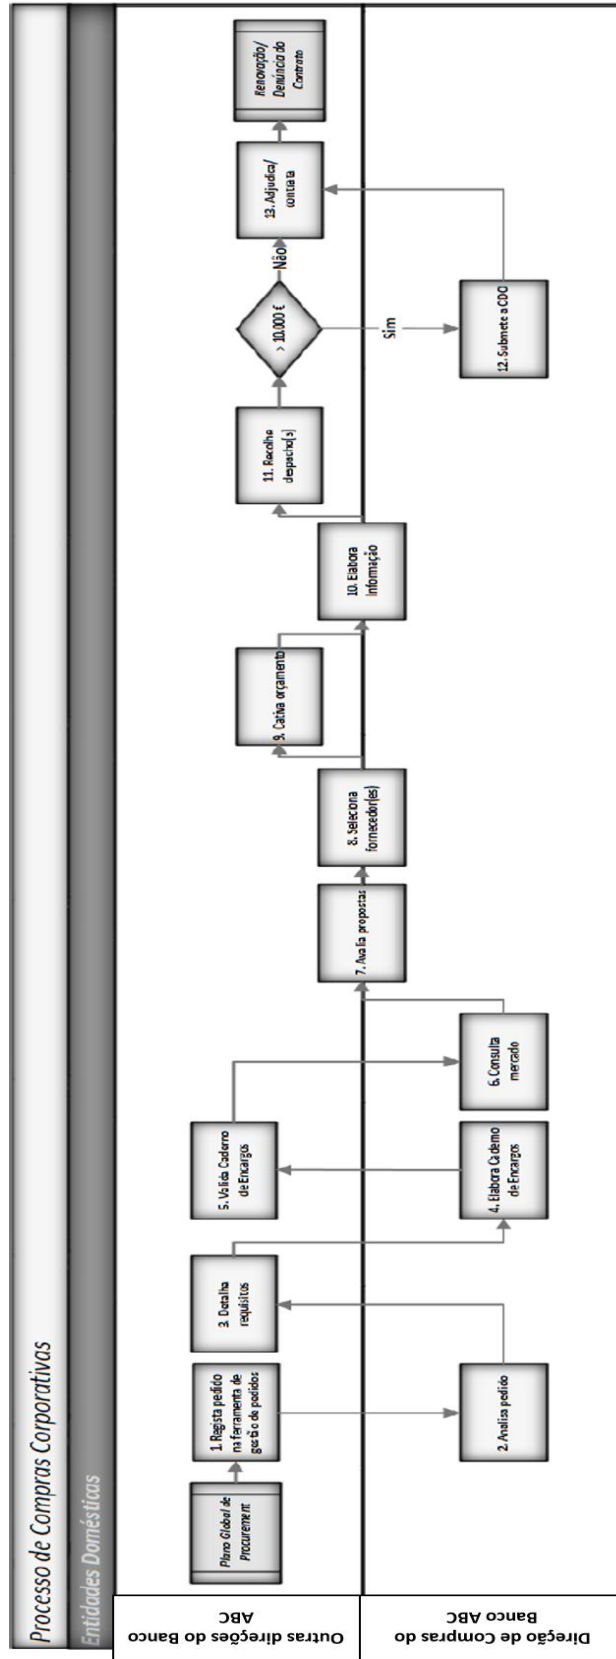 Processo de Compras Corporativas
Entidades Domésticas
Outras direções do Banco
ABC
Direção de Compras do
Banco ABC
Plano Global de
Procurement
1. Regista pedido
na ferramenta de
gestão de pedidos
2. Analisa pedido
3. Detalha
requisitos
4. Elabora Caderno
de Encargos
5. Valida Caderno
de Encargos
6. Consulta
mercado
7. Avalia propostas
8. Seleciona
fornecedor(es)
9. Cativa orçamento
10. Elabora
Informação
11. Recolhe
despacho(s)
> 10.000 €
Não
Sim
12. Submete a CDO
13. Adjudica/
contrata
Renovação/
Denúncia do
Contrato